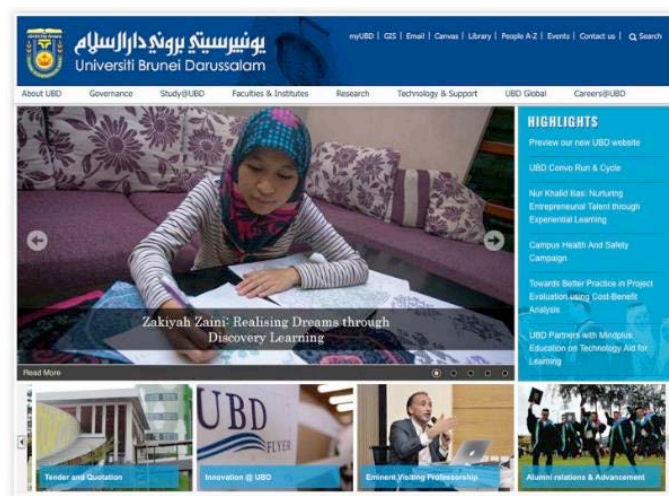 يونيبرسيتي بروني دارالسلام
Universiti Brunei Darussalam
myUBD | GIS | Email | Canvas | Library | People A-Z | Events | Contact us | Search
About UBD Governance Study@UBD Faculties & Institutes Research Technology & Support UBD Global Careers@UBD
Zakiyah Zaini: Realising Dreams through
Discovery Learning
Read More
HIGHLIGHTS
Preview our new UBD website
UBD Convo Run & Cycle
Nur Khalid Ilias: Nurturing
Entrepreneurial Talent through
Experiential Learning
Campus Health And Safety
Campaign
Towards Better Practice in Project
Evaluation using Cost-Benefit
Analysis
UBD Partners with Mindplus
Education on Technology Aid for
Learning
Tender and Quotation
UBD
FLYER
Innovation @ UBD
Eminent Visiting Professorship
Alumni relations & Advancement